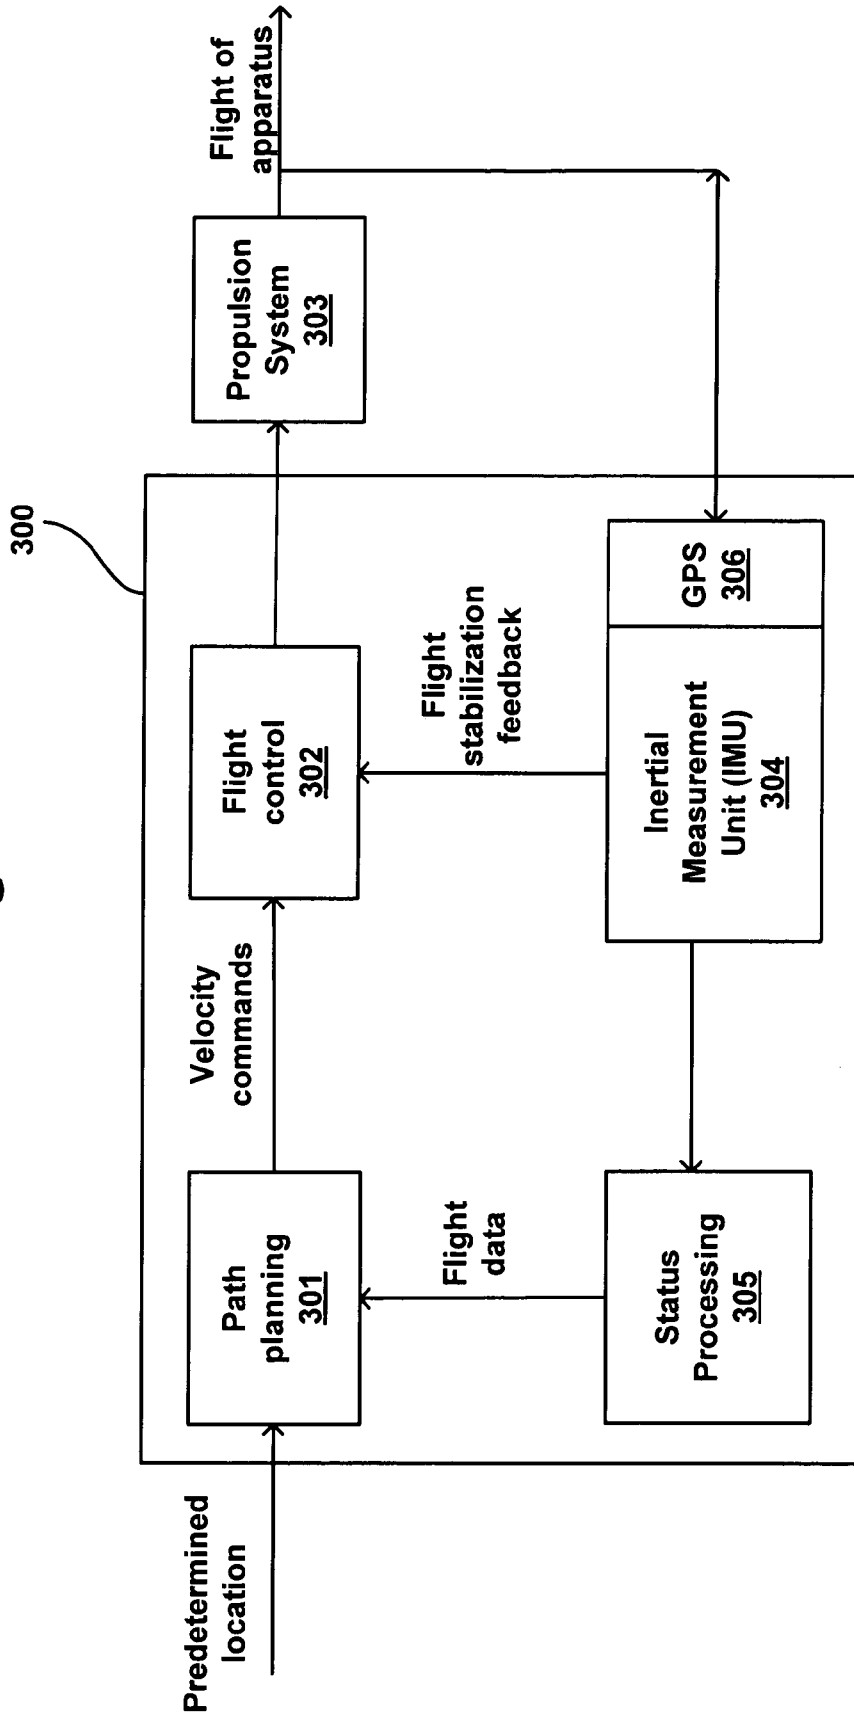 300
Predetermined
location
Path
planning
301
Velocity
commands
Flight
control
302
Propulsion
System
303
Flight of
apparatus
Flight
data
Flight
stabilization
feedback
Status
Processing
305
Inertial
Measurement
Unit (IMU)
304
GPS
306